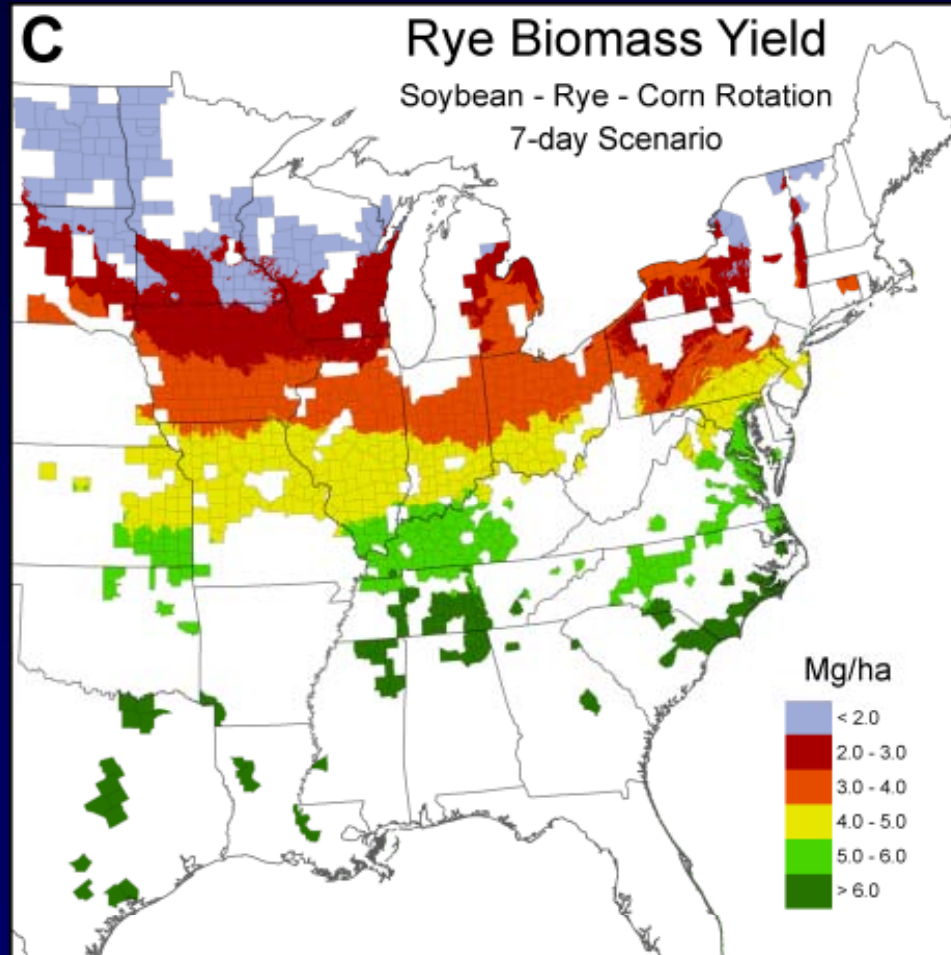 C
Rye Biomass Yield
Soybean - Rye - Corn Rotation
7-day Scenario
Mg/ha
< 2.0
2.0 - 3.0
3.0 - 4.0
4.0 - 5.0
5.0 - 6.0
> 6.0